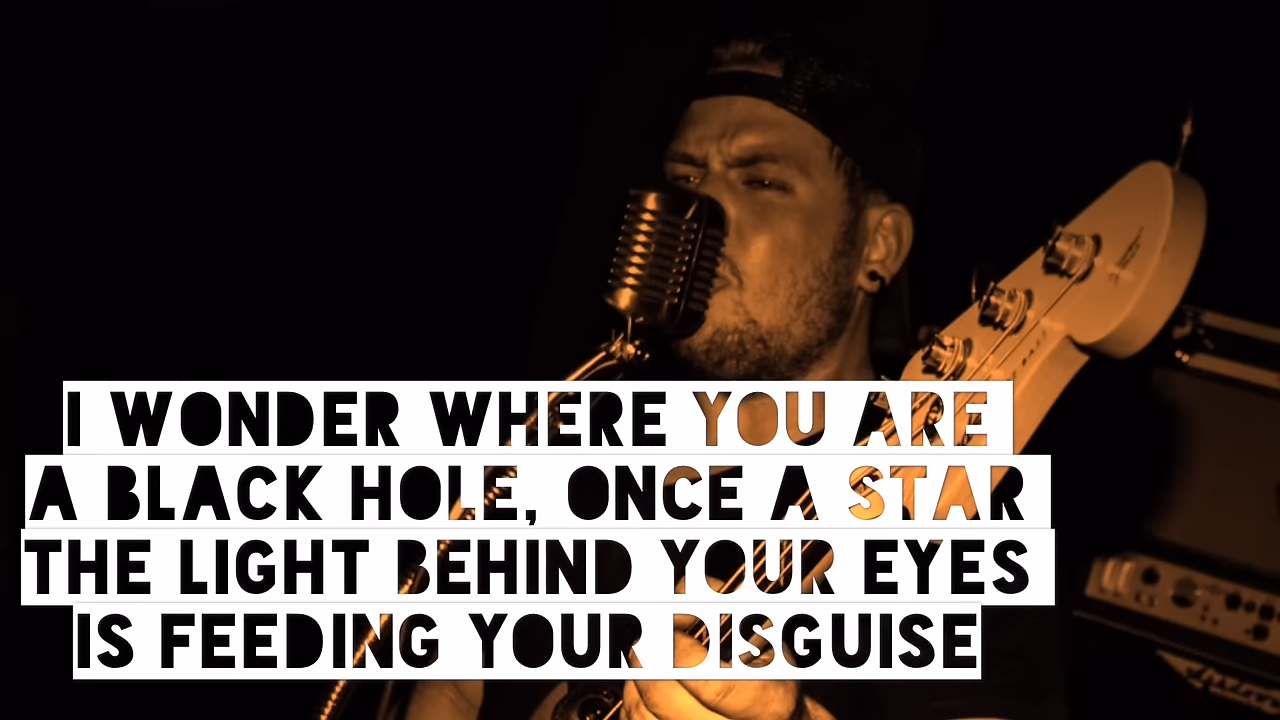 I WONDER WHERE YOU ARE
A BLACK HOLE, ONCE A STAR
THE LIGHT BEHIND YOUR EYES
IS FEEDING YOUR DISGUISE